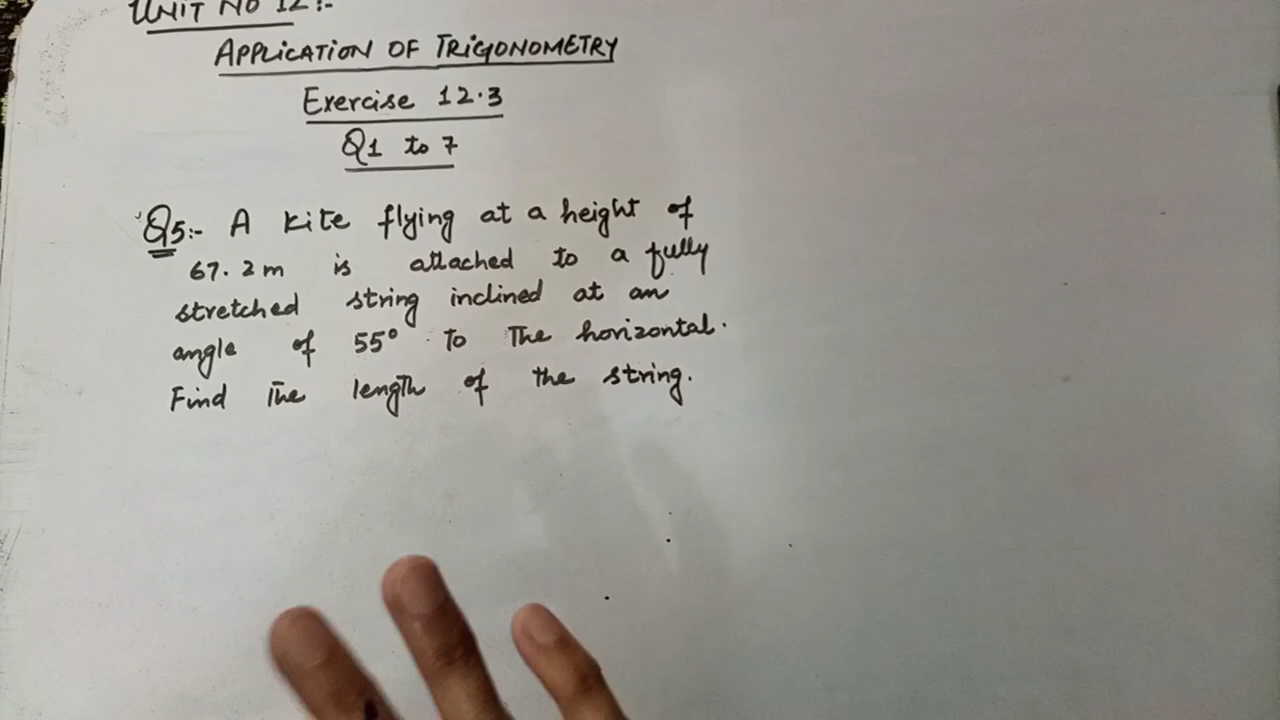 UNIT NO 12:-
APPLICATION OF TRIGONOMETRY
Exercise 12.3
Q1 to 7
Q5:- A kite flying at a height of
67.2m is attached to a fully
stretched string inclined at an
angle of 55° to The horizontal.
Find The length of the string.